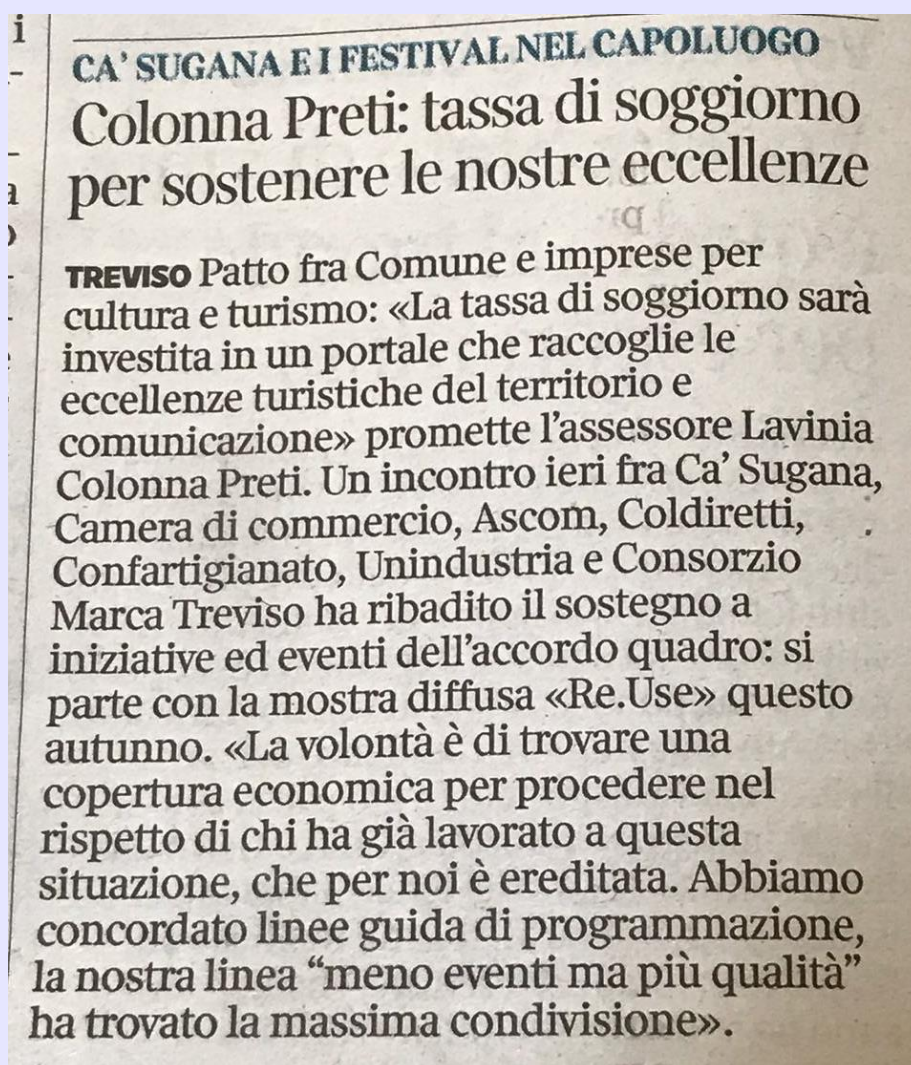 CA' SUGANA E I FESTIVAL NEL CAPOLUOGO
Colonna Preti: tassa di soggiorno
per sostenere le nostre eccellenze
TREVISO Patto fra Comune e imprese per
cultura e turismo: «La tassa di soggiorno sarà
investita in un portale che raccoglie le
eccellenze turistiche del territorio e
comunicazione» promette l'assessore Lavinia
Colonna Preti. Un incontro ieri fra Ca' Sugana,
Camera di commercio, Ascom, Coldiretti,
Confartigianato, Unindustria e Consorzio
Marca Treviso ha ribadito il sostegno a
iniziative ed eventi dell'accordo quadro: si
parte con la mostra diffusa «Re.Use» questo
autunno. «La volontà è di trovare una
copertura economica per procedere nel
rispetto di chi ha già lavorato a questa
situazione, che per noi è ereditata. Abbiamo
concordato linee guida di programmazione,
la nostra linea “meno eventi ma più qualità”
ha trovato la massima condivisione».